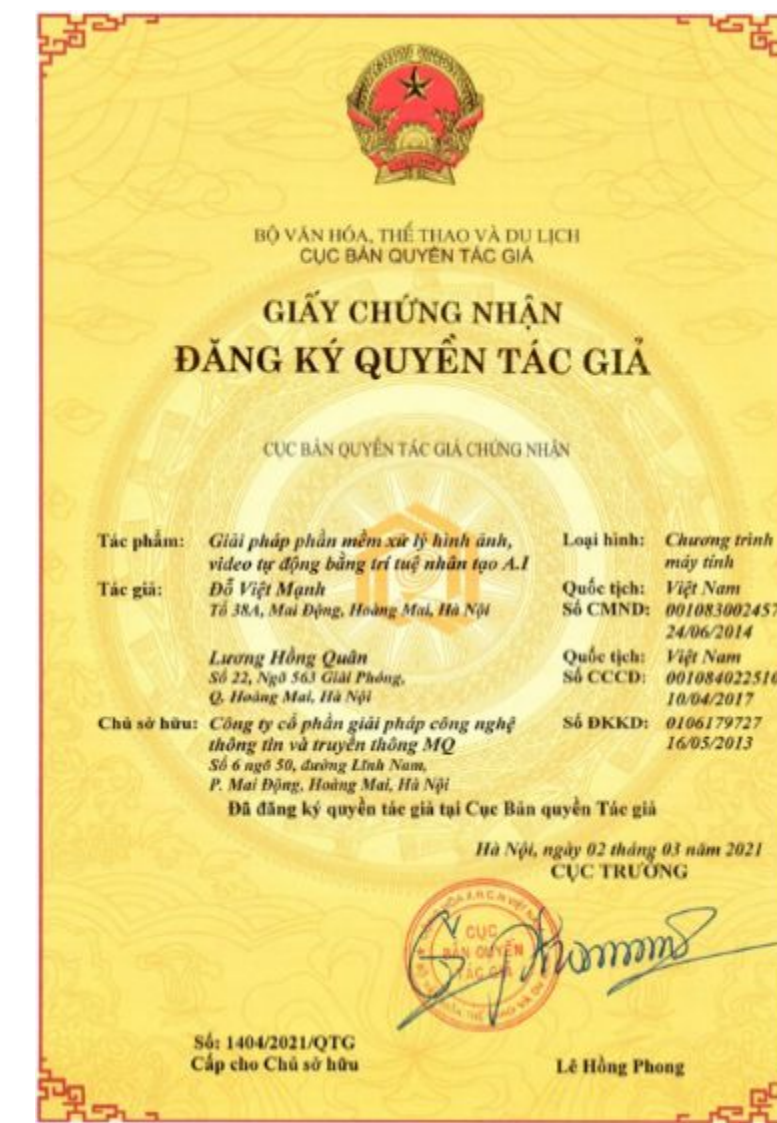 BỘ VĂN HÓA, THỂ THAO VÀ DU LỊCH
CỤC BẢN QUYỀN TÁC GIẢ
GIẤY CHỨNG NHẬN
ĐĂNG KÝ QUYỀN TÁC GIẢ
CỤC BẢN QUYỀN TÁC GIẢ CHỨNG NHẬN
Tác phẩm: Giải pháp phần mềm xử lý hình ảnh, Loại hình: Chương trình
video tự động bằng trí tuệ nhân tạo A.I máy tính
Tác giả: Đỗ Việt Mạnh Quốc tịch: Việt Nam
Tổ 38A, Mai Động, Hoàng Mai, Hà Nội Số CMND: 001083002457
24/06/2014
Lương Hồng Quân Quốc tịch: Việt Nam
Số 22, Ngõ 563 Giải Phóng, Số CCCD: 001084022516
Q. Hoàng Mai, Hà Nội 10/04/2017
Chủ sở hữu: Công ty cổ phần giải pháp công nghệ Số ĐKKD: 0106179727
thông tin và truyền thông MQ 16/05/2013
Số 6 ngõ 50, đường Lĩnh Nam,
P. Mai Động, Hoàng Mai, Hà Nội
Đã đăng ký quyền tác giả tại Cục Bản quyền Tác giả
Hà Nội, ngày 02 tháng 03 năm 2021
CỤC TRƯỞNG
CỤC
BẢN QUYỀN
TÁC GIẢ
Số: 1404/2021/QTG
Cấp cho Chủ sở hữu
Lê Hồng Phong